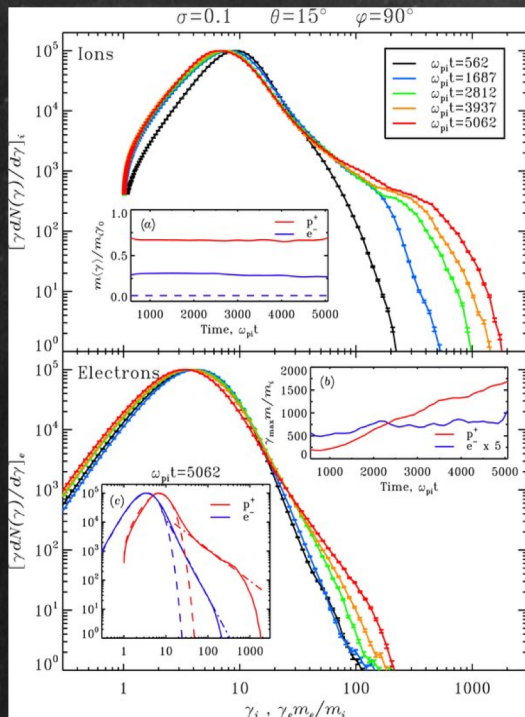 σ=0.1 θ=15° φ=90°
Ions
ω_pi t=562
ω_pi t=1687
ω_pi t=2812
ω_pi t=3937
ω_pi t=5062
[γdN(γ)/dγ]_i
10^5
10^4
10^3
10^2
10^1
10^0
(a)
p^+
e^-
m⟨γ⟩/m_iγ_0
1.0
0.5
0.0
1000 2000 3000 4000 5000
Time, ω_pi t
Electrons
[γdN(γ)/dγ]_e
10^5
10^4
10^3
10^2
10^1
10^0
(b)
p^+
e^- x 5
γ_max m/m_i
2000
1500
1000
500
0
1000 2000 3000 4000 5000
Time, ω_pi t
ω_pi t=5062
(c)
p^+
e^-
10^5
10^4
10^3
10^2
10^1
10^0
1 10 100 1000
1 10 100 1000
γ_i , γ_e m_e/m_i